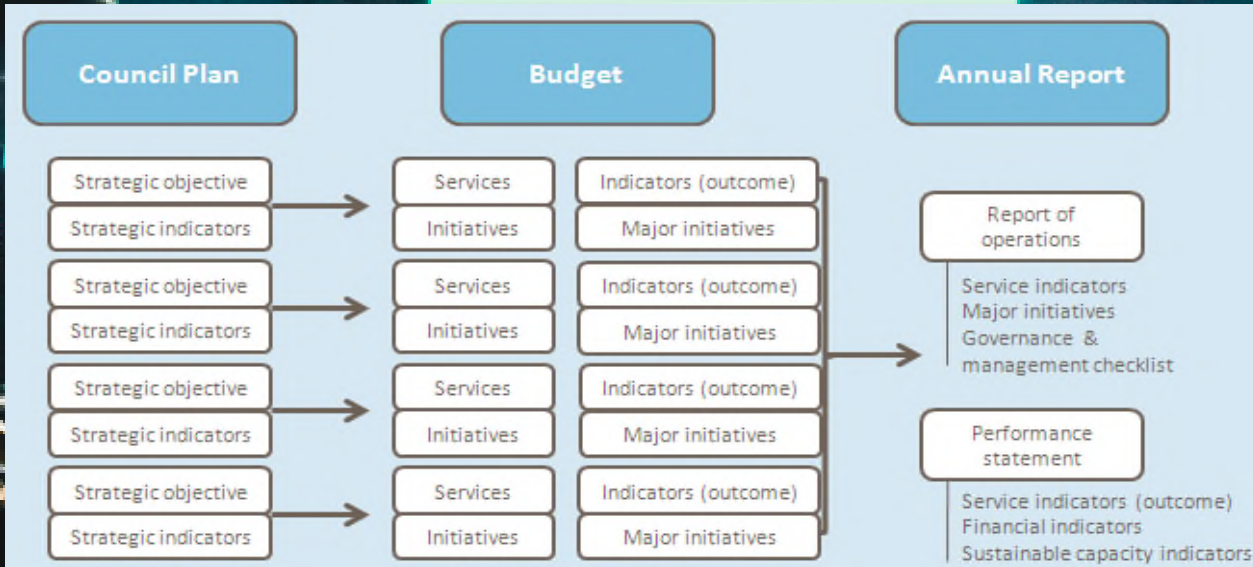 Council Plan
Budget
Annual Report
Strategic objective
Strategic indicators
Services
Initiatives
Indicators (outcome)
Major initiatives
Strategic objective
Strategic indicators
Services
Initiatives
Indicators (outcome)
Major initiatives
Strategic objective
Strategic indicators
Services
Initiatives
Indicators (outcome)
Major initiatives
Strategic objective
Strategic indicators
Services
Initiatives
Indicators (outcome)
Major initiatives
Report of
operations
Service indicators
Major initiatives
Governance &
management checklist
Performance
statement
Service indicators (outcome)
Financial indicators
Sustainable capacity indicators